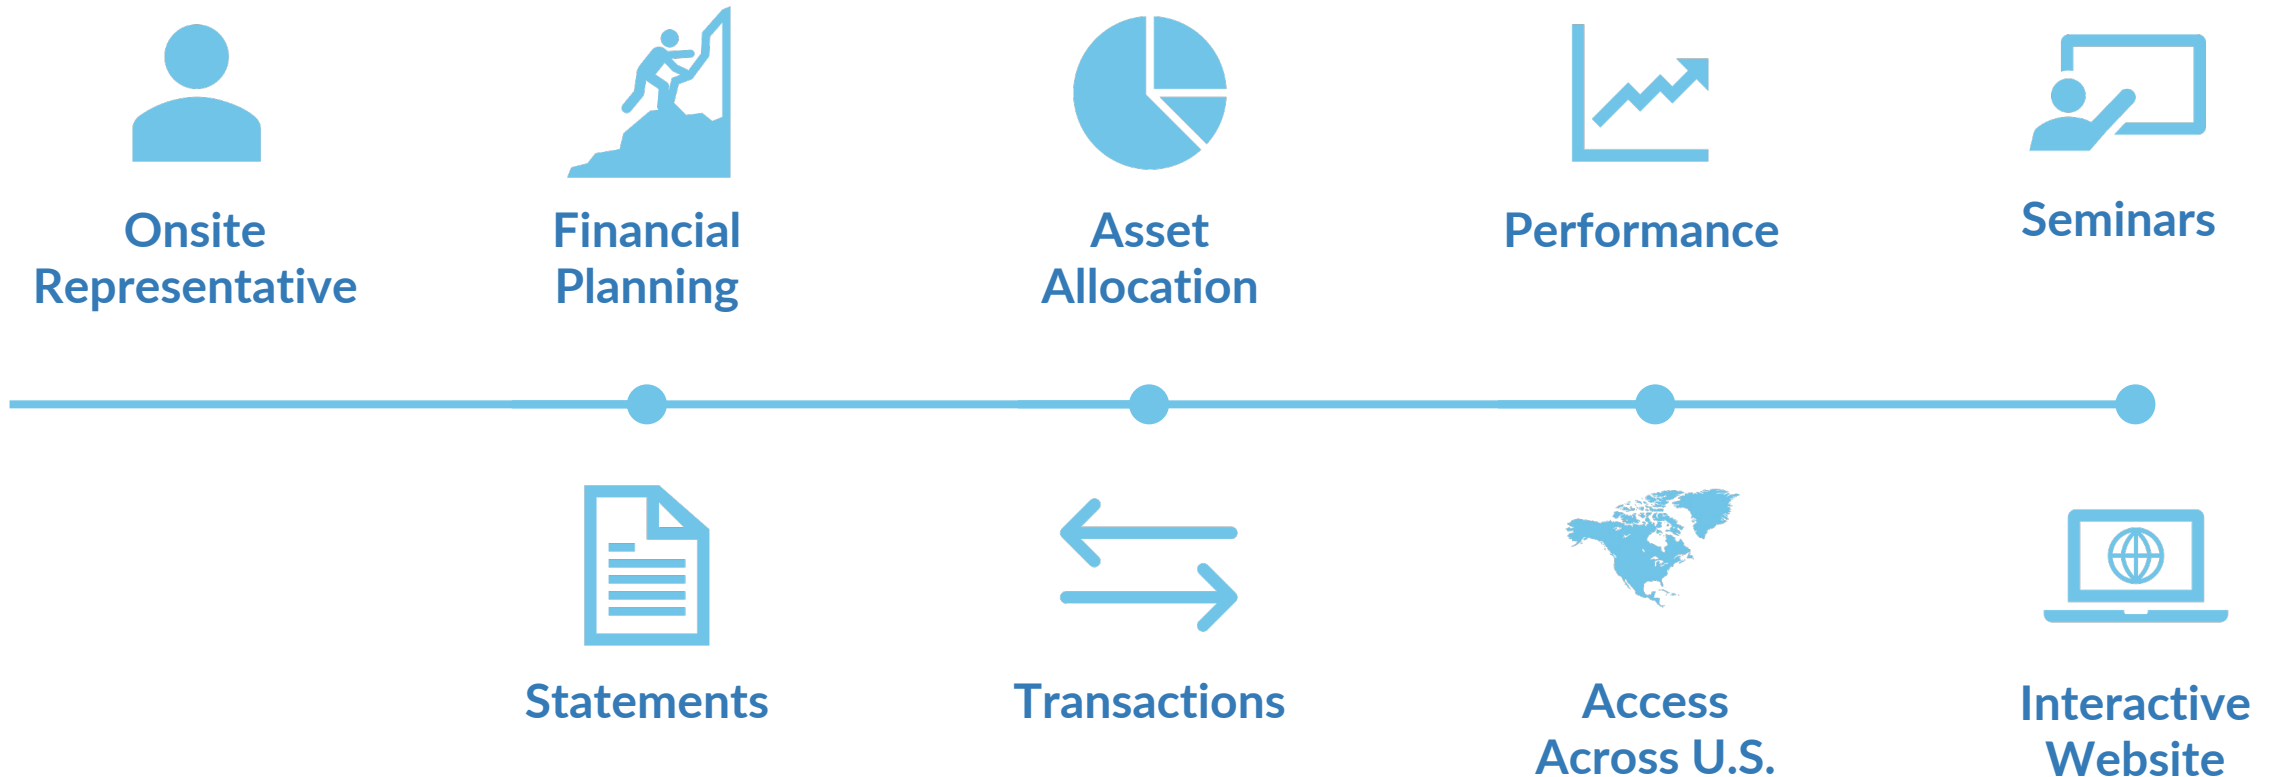 Onsite
Representative
Financial
Planning
Asset
Allocation
Performance
Seminars
Statements
Transactions
Access
Across U.S.
Interactive
Website